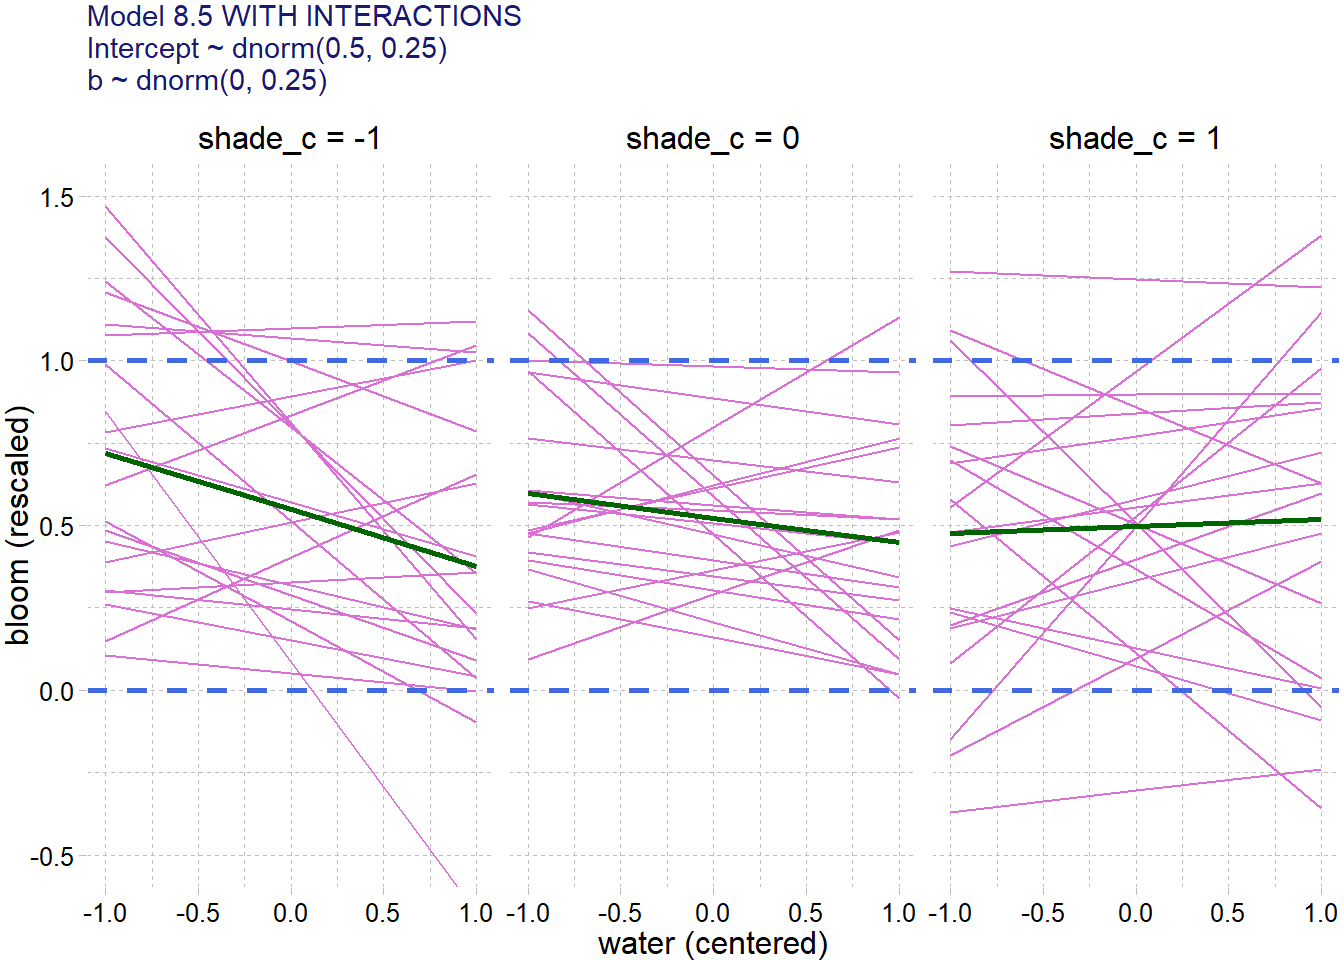 Model 8.5 WITH INTERACTIONS
Intercept ~ dnorm(0.5, 0.25)
b ~ dnorm(0, 0.25)
shade_c = -1 shade_c = 0 shade_c = 1
1.5
1.0
0.5
0.0
-0.5
bloom (rescaled)
-1.0 -0.5 0.0 0.5 1.0 -1.0 -0.5 0.0 0.5 1.0 -1.0 -0.5 0.0 0.5 1.0
water (centered)